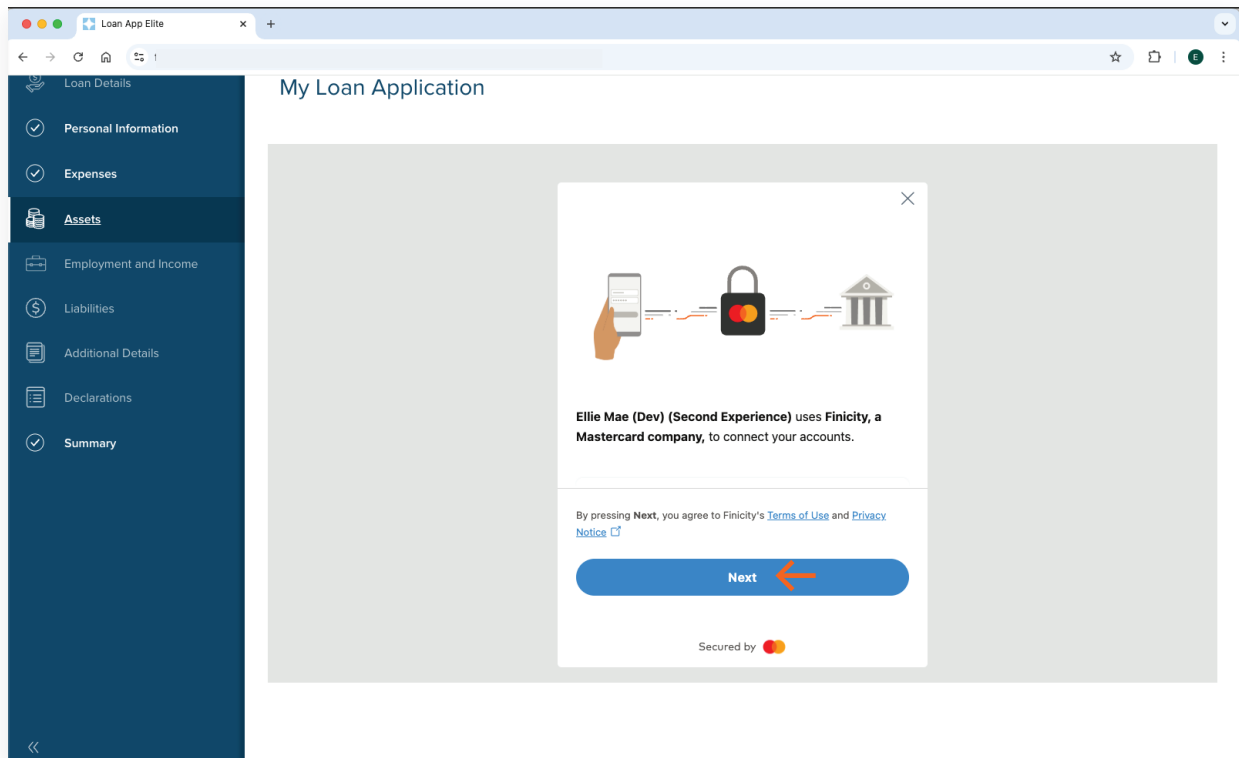 Loan App Elite
E
Loan Details
Personal Information
Expenses
Assets
Employment and Income
Liabilities
Additional Details
Declarations
Summary
My Loan Application
Ellie Mae (Dev) (Second Experience) uses Finicity, a
Mastercard company, to connect your accounts.
By pressing Next, you agree to Finicity's Terms of Use and Privacy
Notice
Next
Secured by